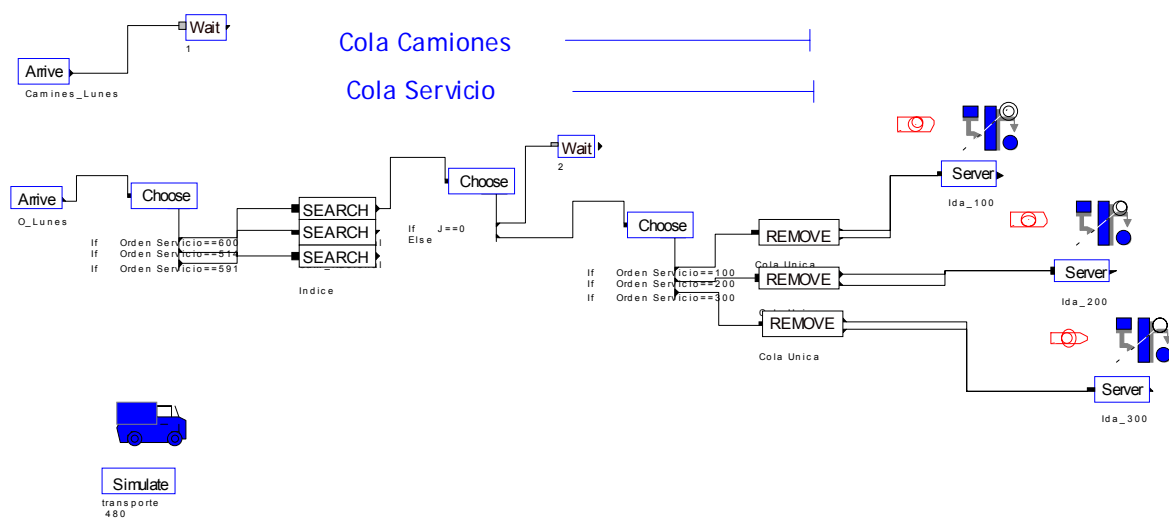 Wait
1
Cola Camiones
Arrive
Camines_Lunes
Cola Servicio
Wait
2
Server
Ida_100
Arrive
O_Lunes
Choose
SEARCH
SEARCH
SEARCH
Indice
If Orden Servicio==600
If Orden Servicio==514
If Orden Servicio==591
Choose
If J==0
Else
Choose
If Orden Servicio==100
If Orden Servicio==200
If Orden Servicio==300
REMOVE
Cola Unica
REMOVE
REMOVE
Cola Unica
Server
Ida_200
Server
Ida_300
Simulate
transporte
480